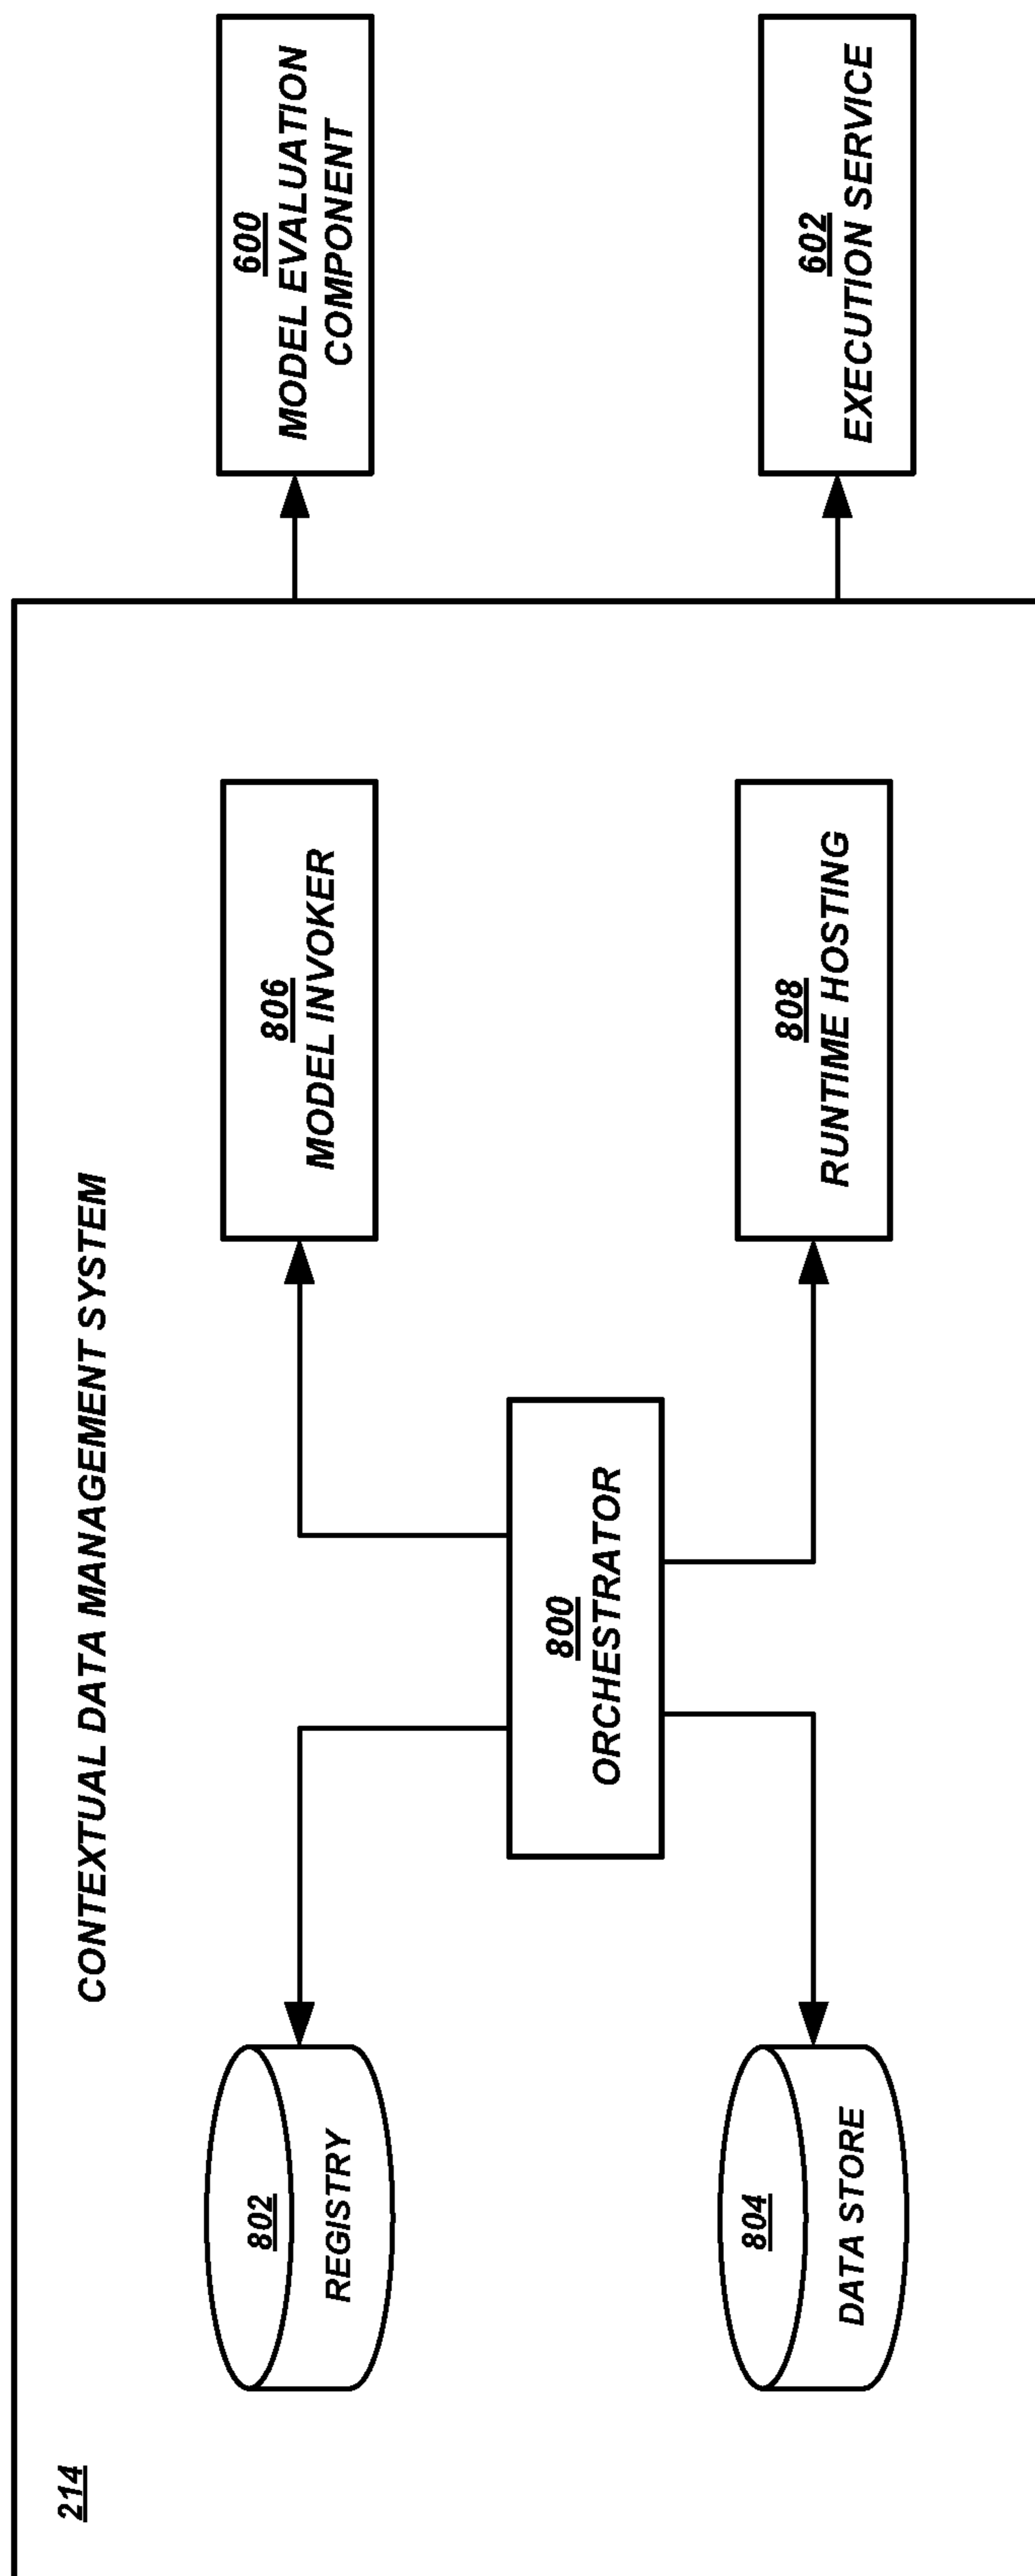 214
CONTEXTUAL DATA MANAGEMENT SYSTEM
802
REGISTRY
806
MODEL INVOKER
600
MODEL EVALUATION
COMPONENT
800
ORCHESTRATOR
804
DATA STORE
808
RUNTIME HOSTING
602
EXECUTION SERVICE